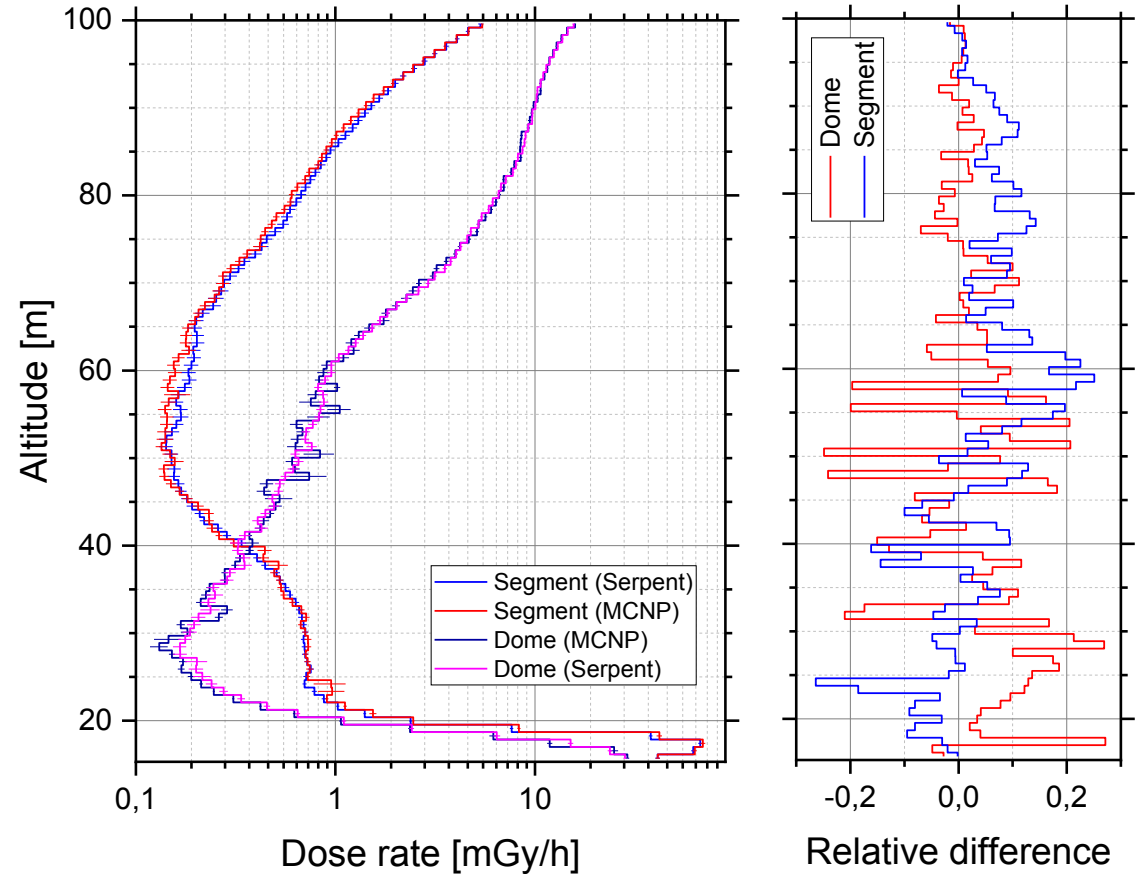 100
80
60
40
20
Altitude [m]
0,1
1
10
Dose rate [mGy/h]
Segment (Serpent)
Segment (MCNP)
Dome (MCNP)
Dome (Serpent)
Dome
Segment
-0,2
0,0
0,2
Relative difference